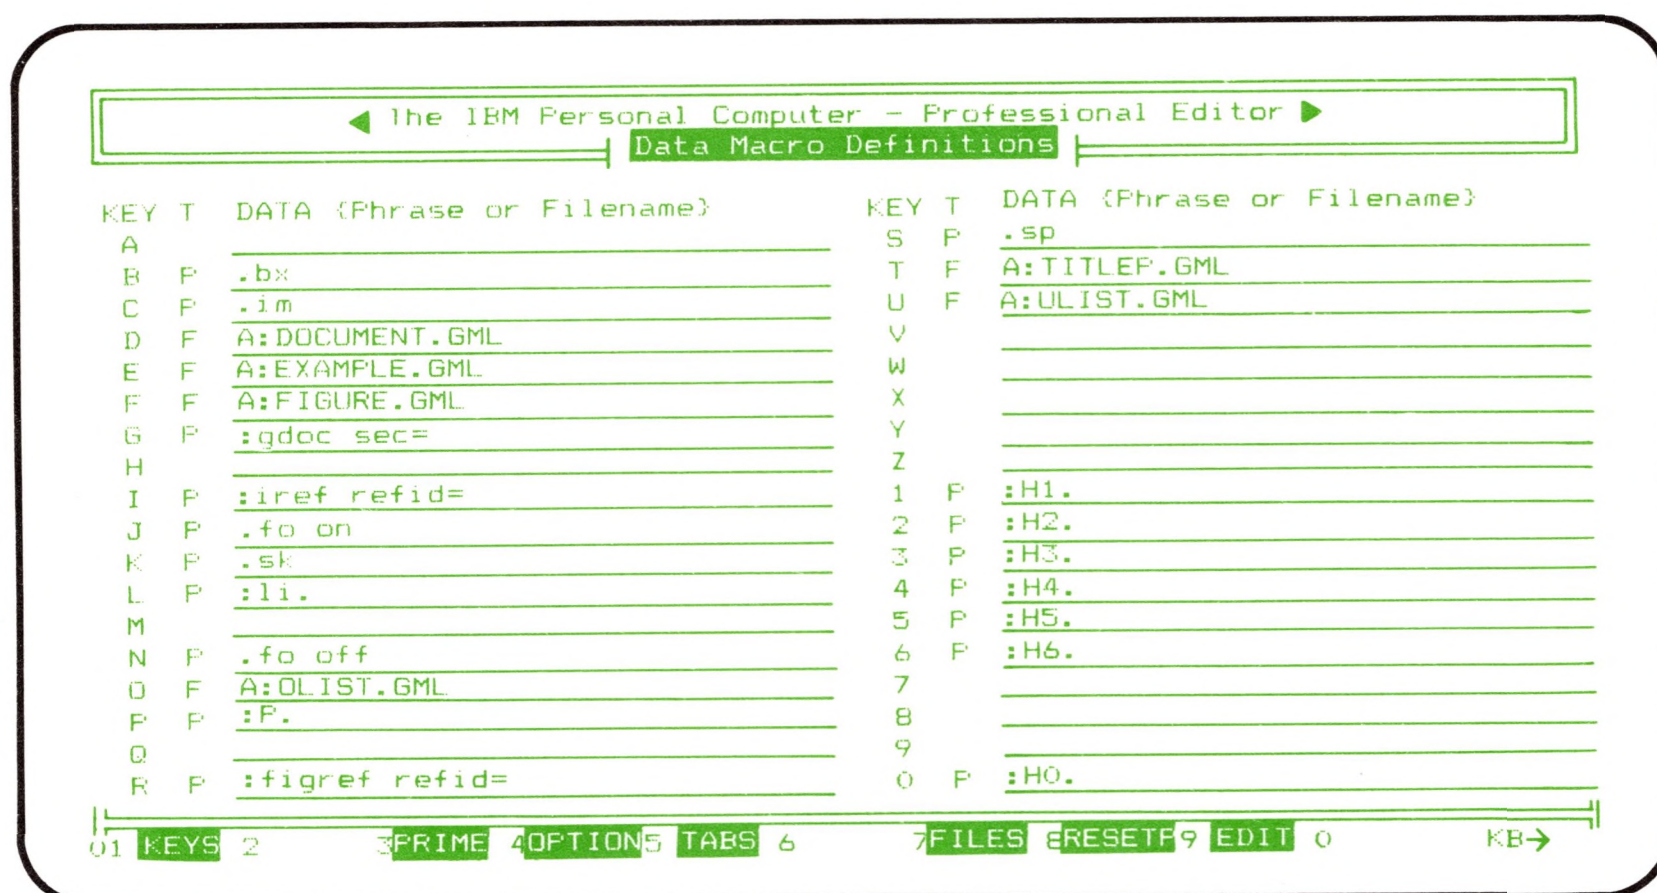 ◄ The IBM Personal Computer - Professional Editor ►
Data Macro Definitions
KEY T DATA {Phrase or Filename}
A
B P .bx
C P .im
D F A:DOCUMENT.GML
E F A:EXAMPLE.GML
F F A:FIGURE.GML
G P :gdoc sec=
H
I P :iref refid=
J P .fo on
K P .sk
L P :li.
M
N P .fo off
O F A:OLIST.GML
P P :P.
Q
R P :figref refid=
KEY T DATA {Phrase or Filename}
S P .sp
T F A:TITLEP.GML
U F A:ULIST.GML
V
W
X
Y
Z
1 P :H1.
2 P :H2.
3 P :H3.
4 P :H4.
5 P :H5.
6 P :H6.
7
8
9
0 P :H0.
01 KEYS 2 3PRIME 4OPTION5 TABS 6 7FILES 8RESETP9 EDIT 0 KB→